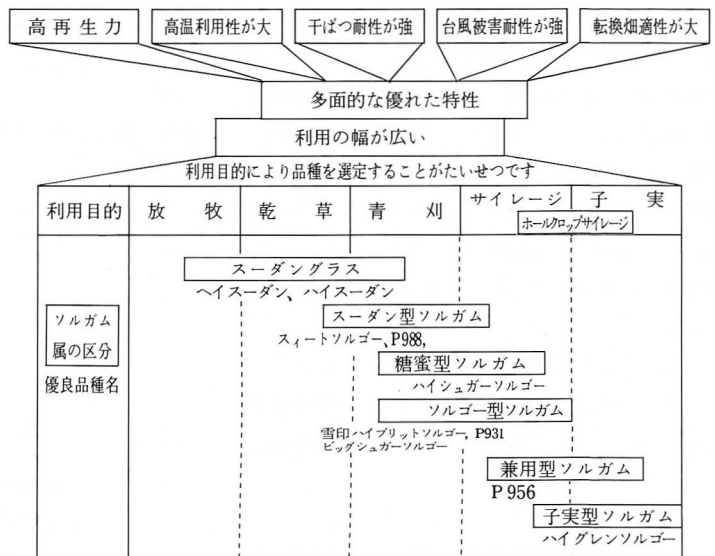 高再生力
高温利用性が大
干ばつ耐性が強
台風被害耐性が強
転換畑適性が大
多面的な優れた特性
利用の幅が広い
利用目的により品種を選定することがたいせつです
利用目的 放牧 乾草 青刈 サイレージ 子実
ホールクロップサイレージ
スーダングラス
ヘイスーダン、ハイスーダン
ソルガム
属の区分
優良品種名
スーダン型ソルガム
スィートソルゴー、P988,
糖蜜型ソルガム
ハイシュガーソルゴー
ソルゴー型ソルガム
雪印ハイブリットソルゴー, P931
ビッグシュガーソルゴー
兼用型ソルガム
P 956
子実型ソルガム
ハイグレンソルゴー